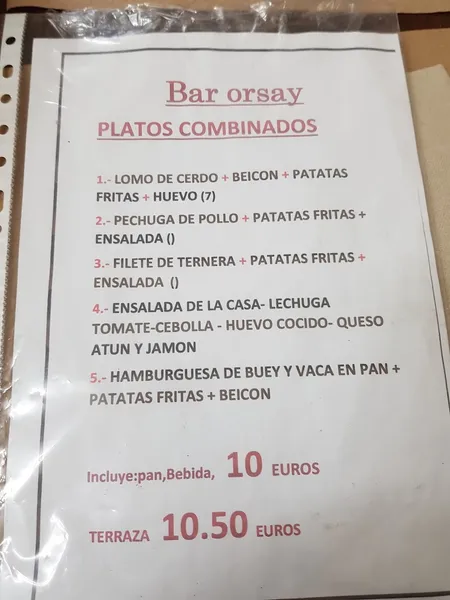 Bar orsay
PLATOS COMBINADOS
1.- LOMO DE CERDO + BEICON + PATATAS
FRITAS + HUEVO (7)
2.- PECHUGA DE POLLO + PATATAS FRITAS +
ENSALADA ()
3.- FILETE DE TERNERA + PATATAS FRITAS +
ENSALADA ()
4.- ENSALADA DE LA CASA- LECHUGA
TOMATE-CEBOLLA - HUEVO COCIDO- QUESO
ATUN Y JAMON
5.- HAMBURGUESA DE BUEY Y VACA EN PAN +
PATATAS FRITAS + BEICON
Incluye:pan,Bebida, 10 EUROS
TERRAZA 10.50 EUROS